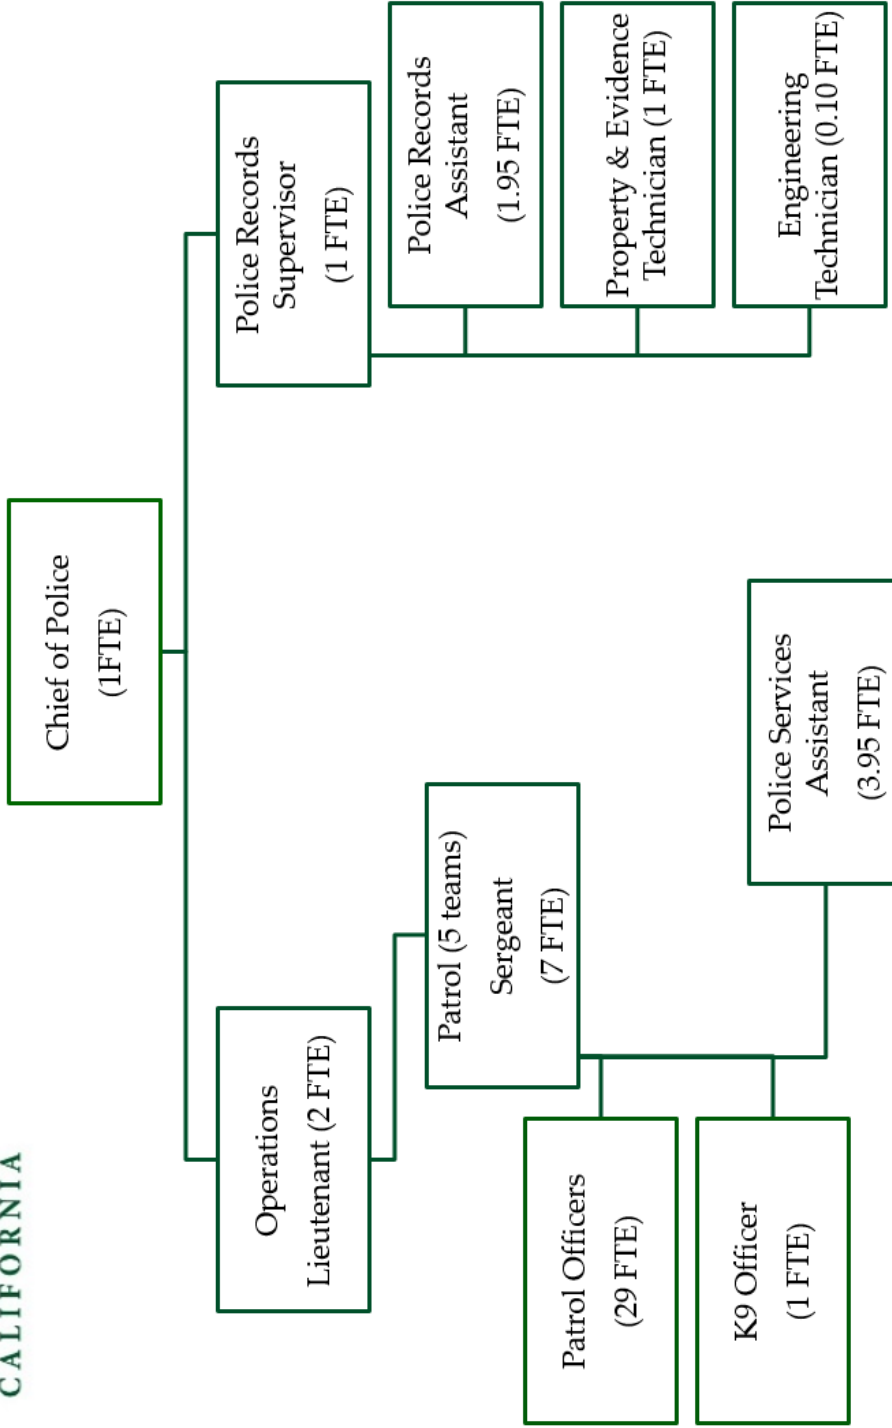 CALIFORNIA
Chief of Police
(1FTE)
Operations
Lieutenant (2 FTE)
Police Records
Supervisor
(1 FTE)
Patrol (5 teams)
Sergeant
(7 FTE)
Police Records
Assistant
(1.95 FTE)
Patrol Officers
(29 FTE)
Property & Evidence
Technician (1 FTE)
K9 Officer
(1 FTE)
Police Services
Assistant
(3.95 FTE)
Engineering
Technician (0.10 FTE)